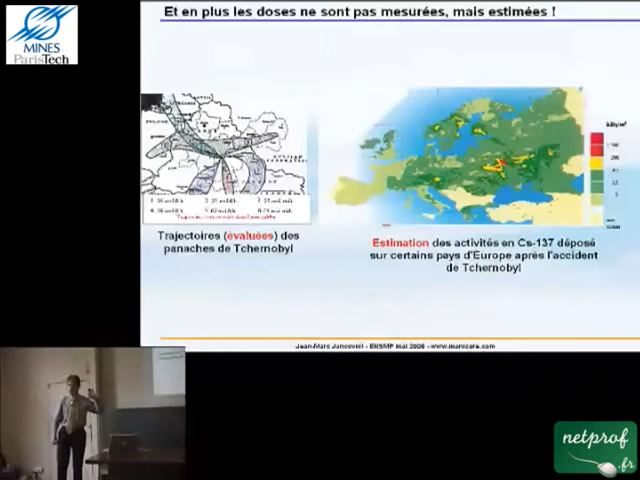 Et en plus les doses ne sont pas mesurées, mais estimées !
MINES
ParisTech
kBq/m²
Trajectoires (évaluées) des
panaches de Tchernobyl
Estimation des activités en Cs-137 déposé
sur certains pays d'Europe après l'accident
de Tchernobyl
Jean-Marc Jancovici - ENSMP mai 2008 - www.manicore.com
netprof
.fr